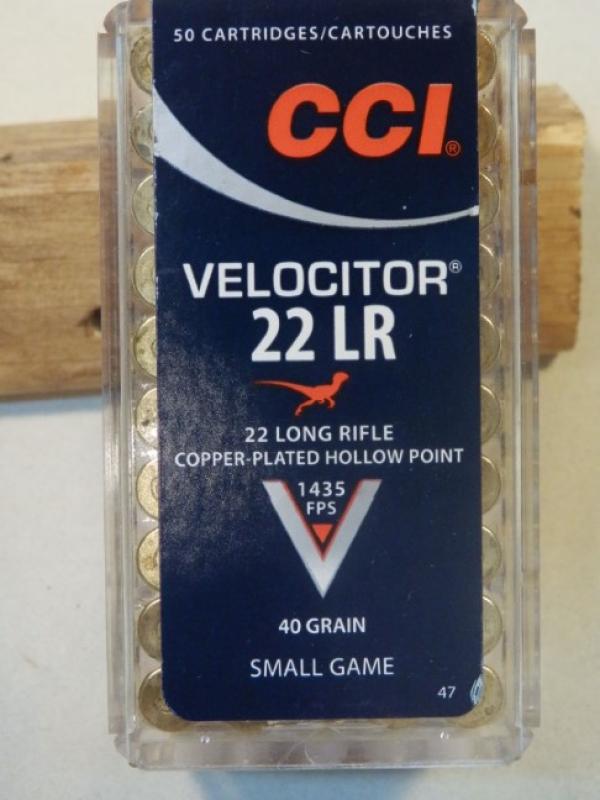 50 CARTRIDGES/CARTOUCHES
CCI®
VELOCITOR®
22 LR
22 LONG RIFLE
COPPER-PLATED HOLLOW POINT
1435
FPS
40 GRAIN
SMALL GAME
47